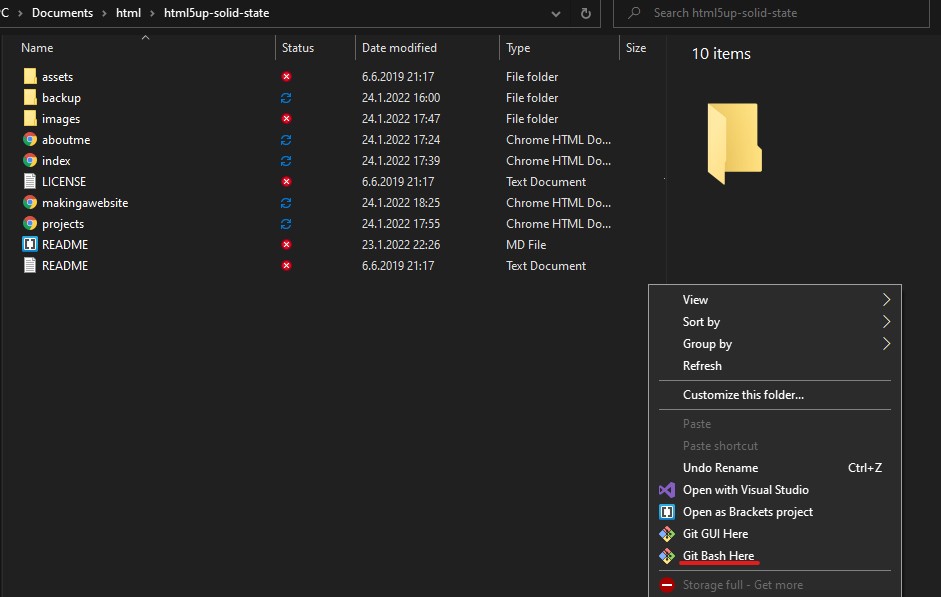 PC > Documents > html > html5up-solid-state
Search html5up-solid-state
Name Status Date modified Type Size
assets 6.6.2019 21:17 File folder
backup 24.1.2022 16:00 File folder
images 24.1.2022 17:47 File folder
aboutme 24.1.2022 17:24 Chrome HTML Do...
index 24.1.2022 17:39 Chrome HTML Do...
LICENSE 6.6.2019 21:17 Text Document
makingawebsite 24.1.2022 18:25 Chrome HTML Do...
projects 24.1.2022 17:55 Chrome HTML Do...
README 23.1.2022 22:26 MD File
README 6.6.2019 21:17 Text Document
10 items
View
Sort by
Group by
Refresh
Customize this folder...
Paste
Paste shortcut
Undo Rename Ctrl+Z
Open with Visual Studio
Open as Brackets project
Git GUI Here
Git Bash Here
Storage full - Get more